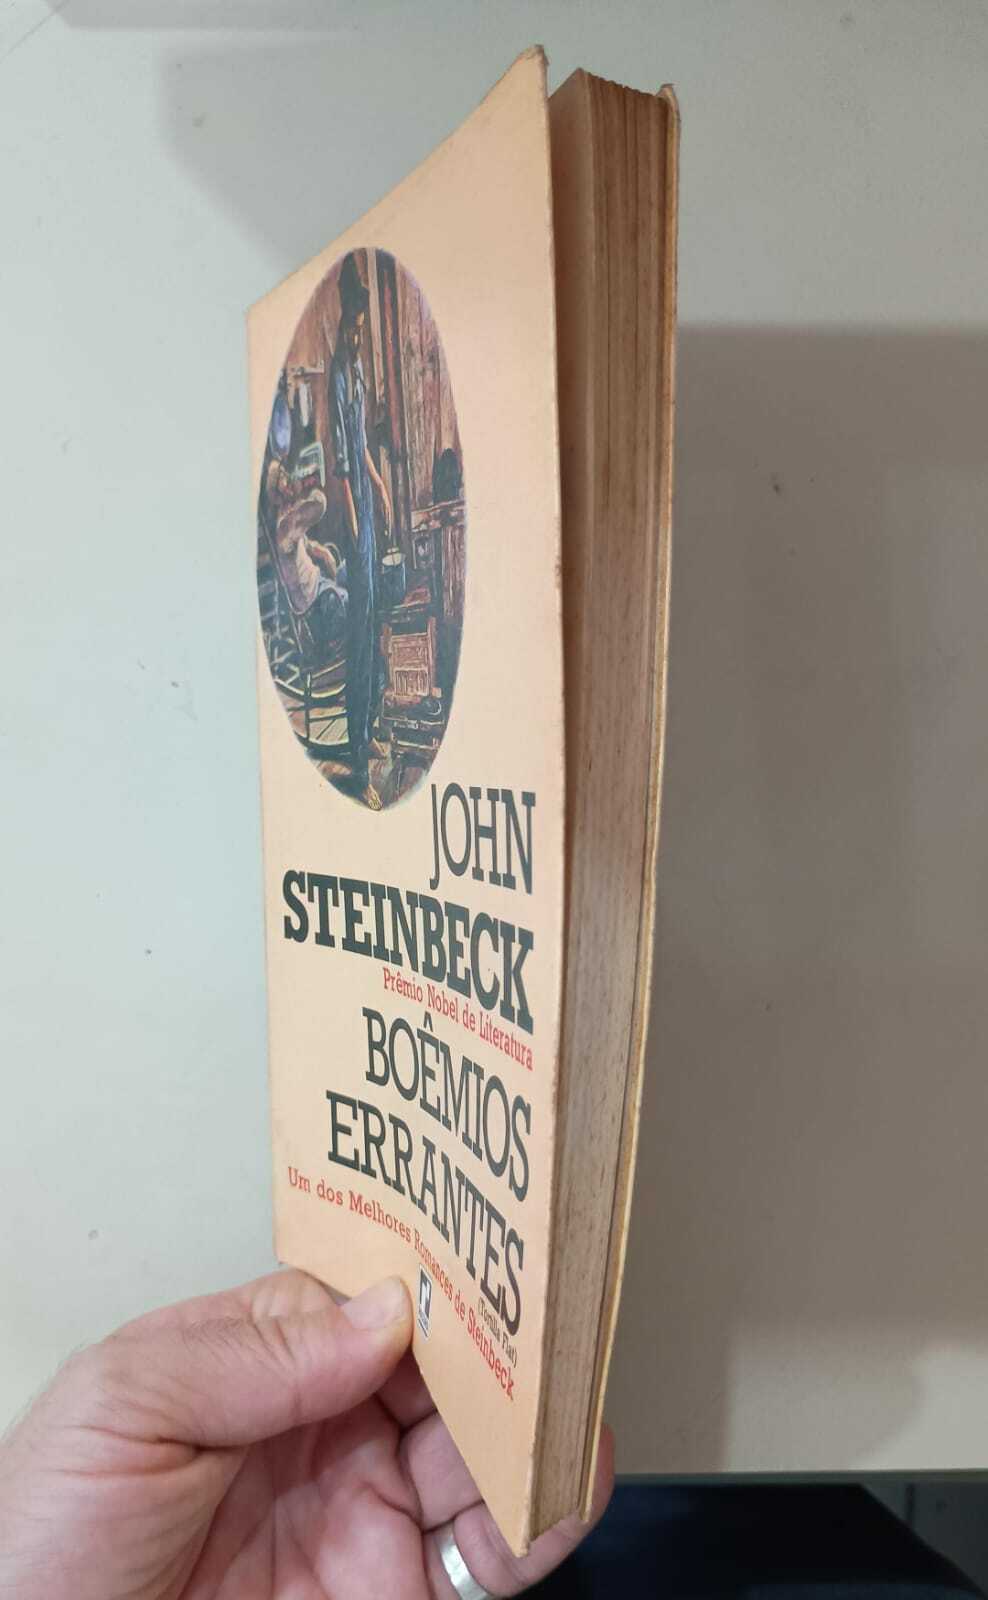 JOHN
STEINBECK
Prêmio Nobel de Literatura
BOÊMIOS
ERRANTES
(Tortilla Flat)
Um dos Melhores Romances de Steinbeck